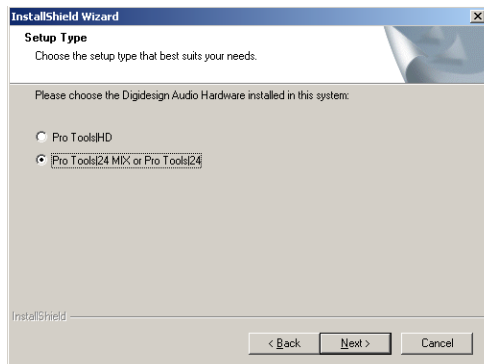 InstallShield Wizard
Setup Type
Choose the setup type that best suits your needs.
Please choose the Digidesign Audio Hardware installed in this system:
Pro Tools|HD
Pro Tools|24 MIX or Pro Tools|24
InstallShield
< Back Next > Cancel